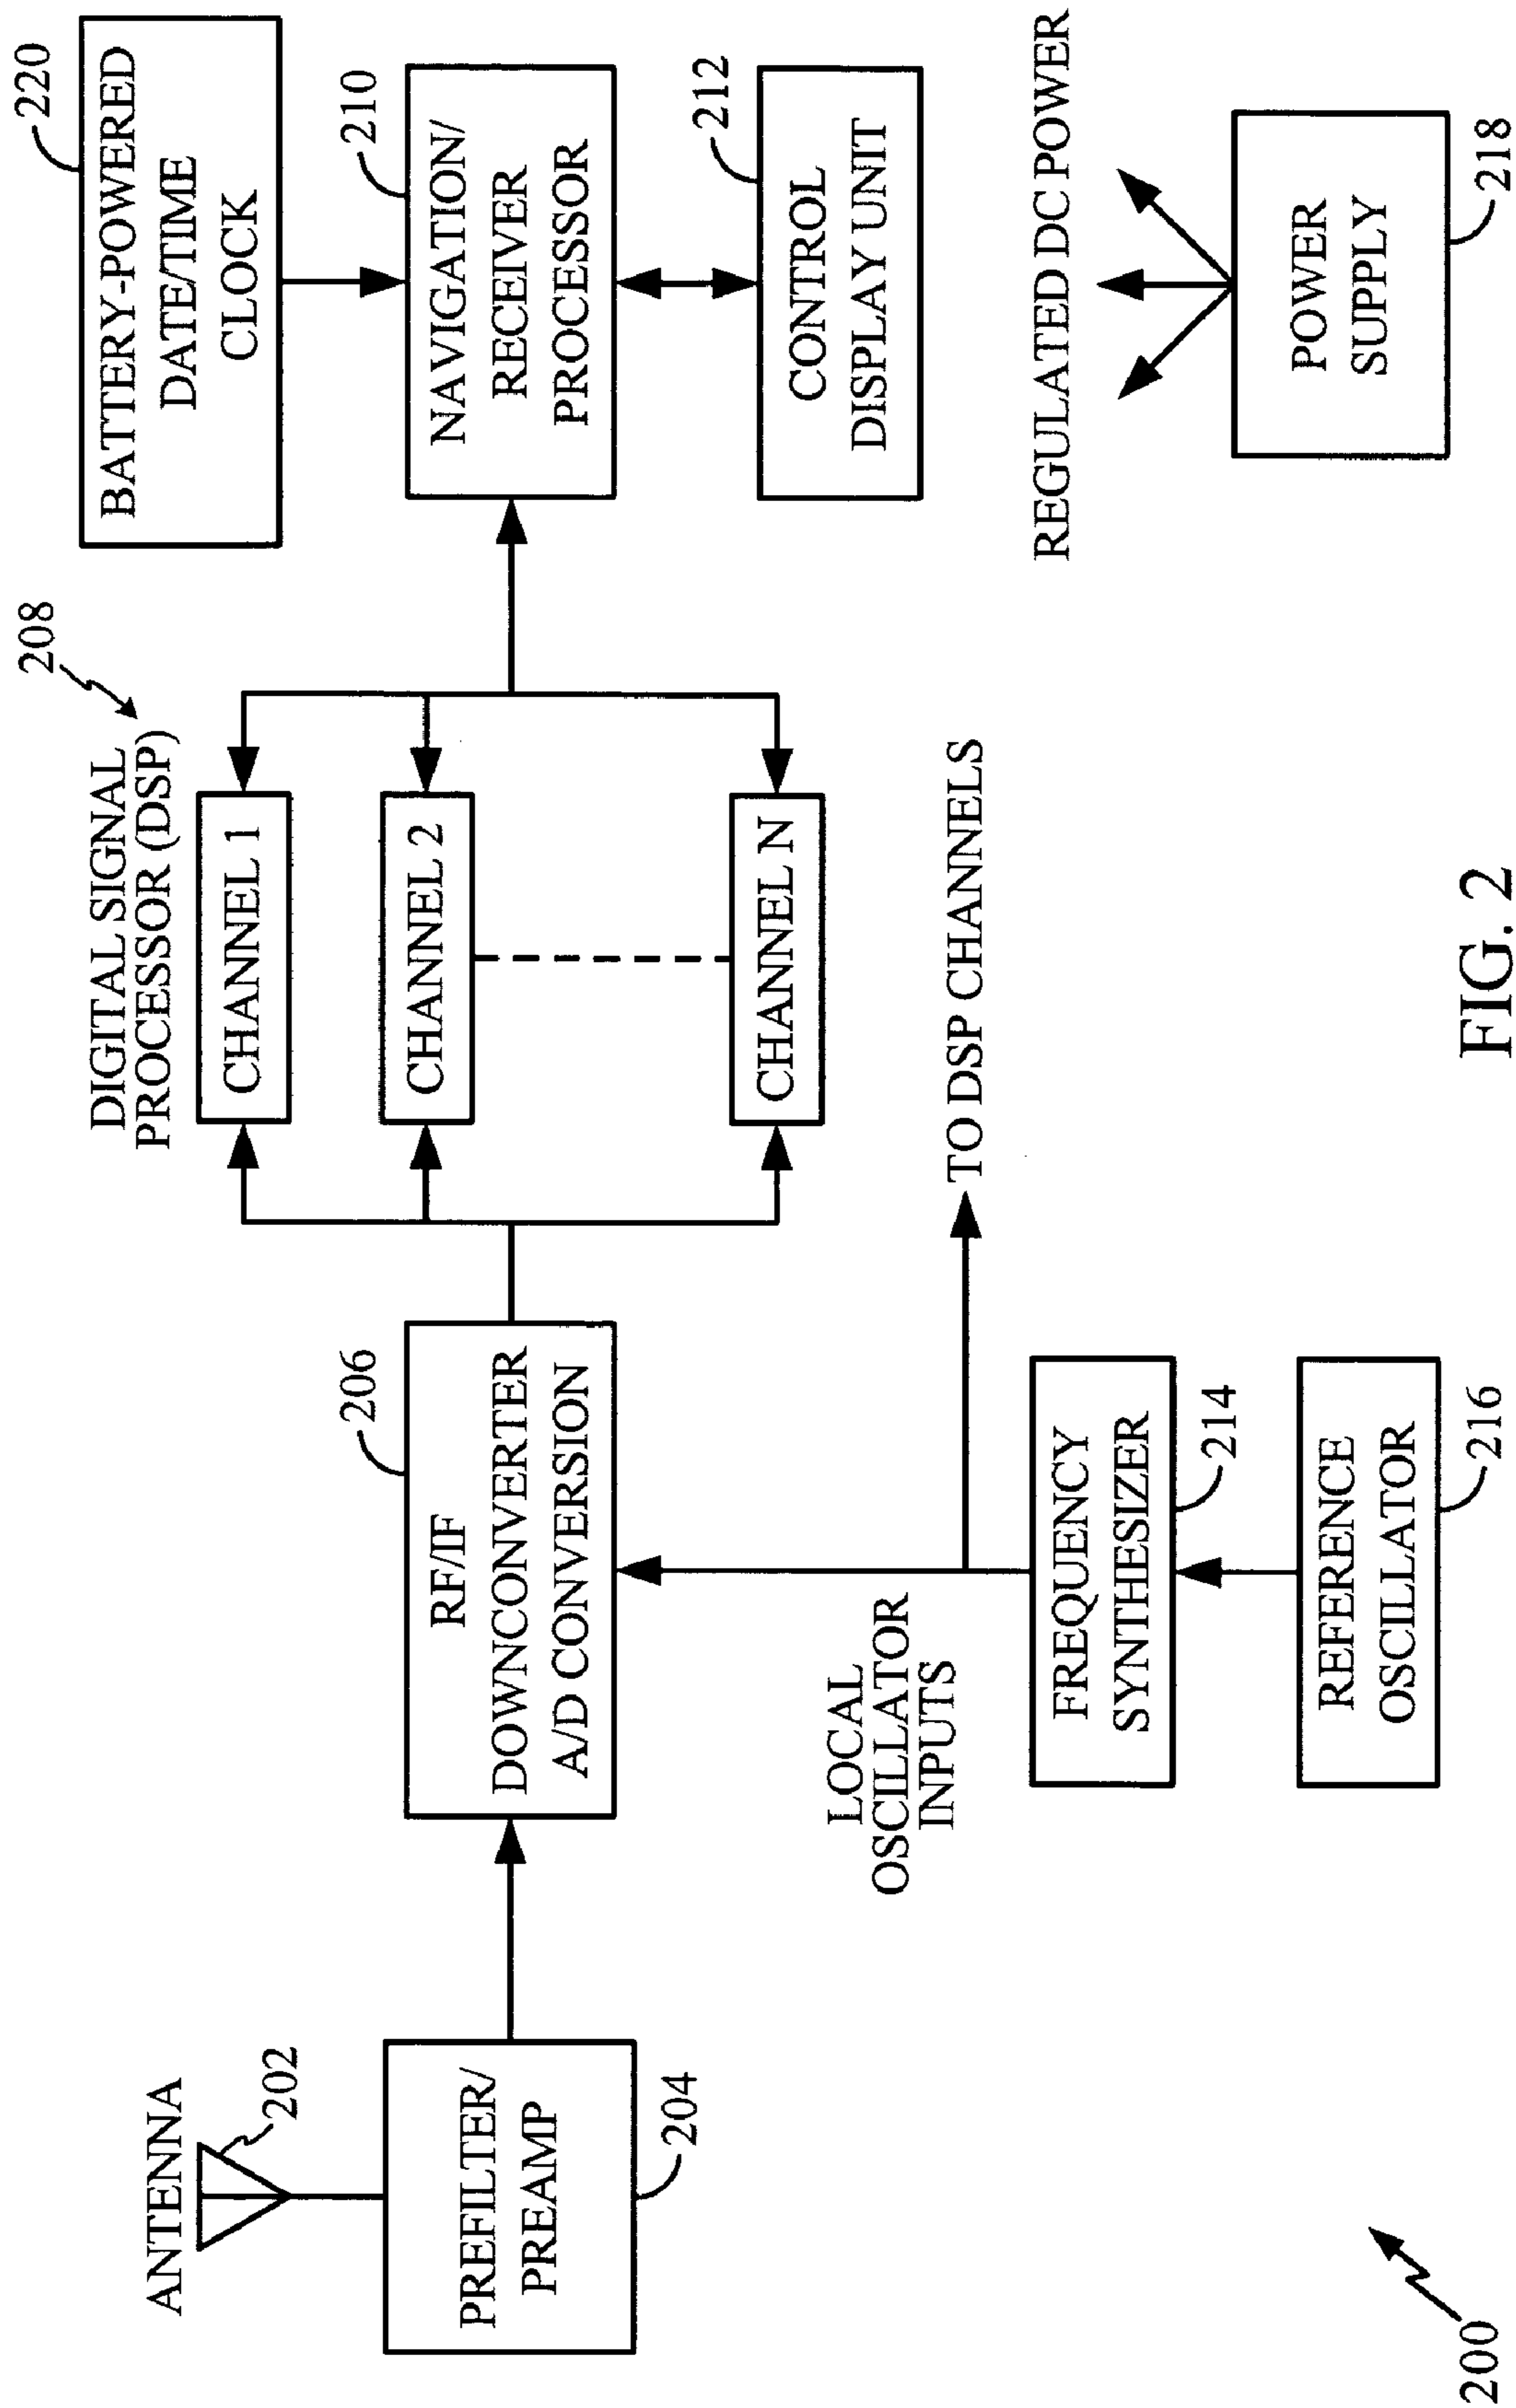 ANTENNA
202
PREFILTER/
PREAMP
204
206
RF/IF
DOWNCONVERTER
A/D CONVERSION
LOCAL
OSCILLATOR
INPUTS
FREQUENCY
SYNTHESIZER
214
REFERENCE
OSCILLATOR
216
TO DSP CHANNELS
DIGITAL SIGNAL
PROCESSOR (DSP)
208
CHANNEL 1
CHANNEL 2
CHANNEL N
220
BATTERY-POWERED
DATE/TIME
CLOCK
210
NAVIGATION/
RECEIVER
PROCESSOR
212
CONTROL
DISPLAY UNIT
REGULATED DC POWER
POWER
SUPPLY
218
200
FIG. 2